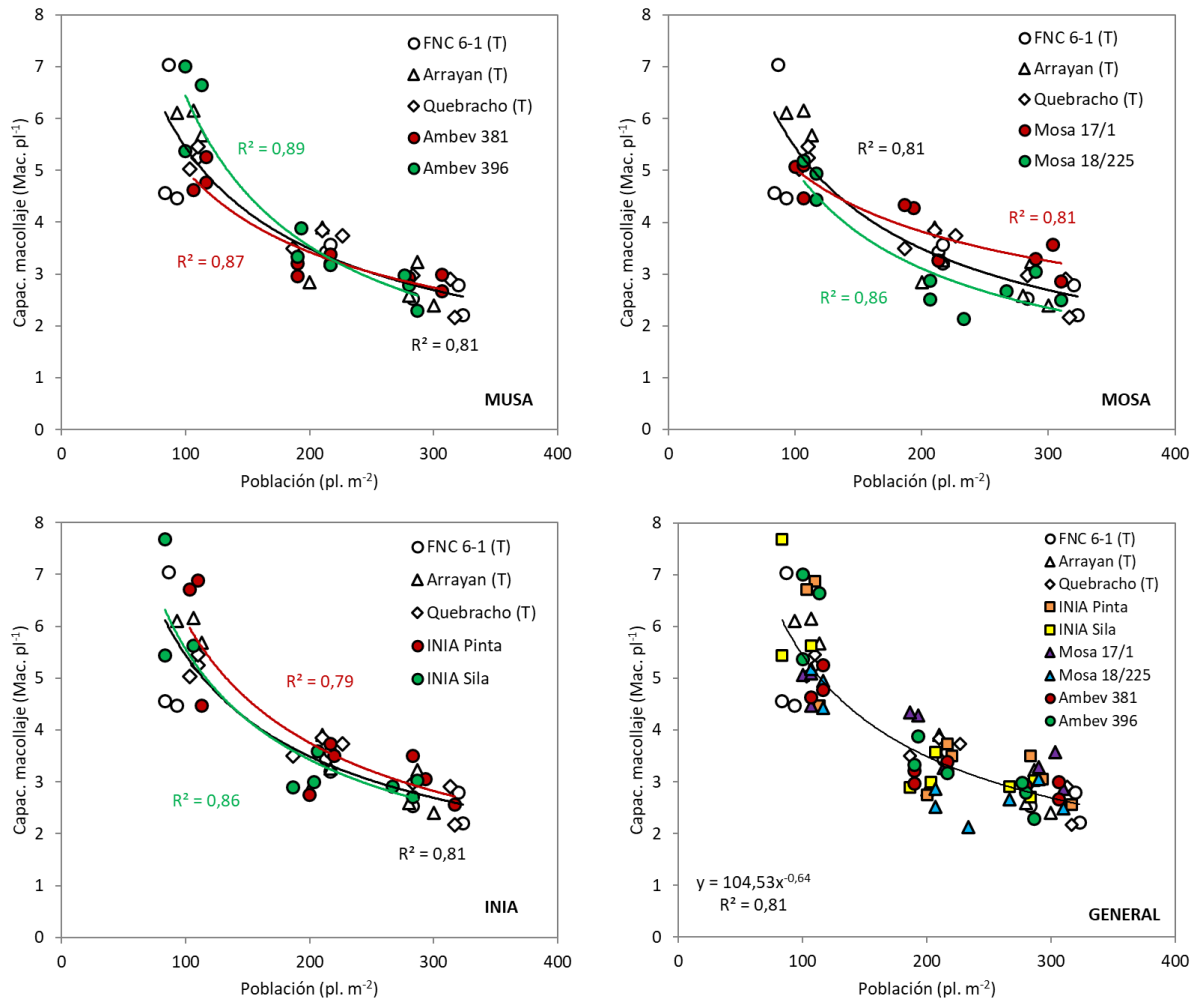 8
7
6
5
4
3
2
1
0
Capac. macollaje (Mac. pl-1)
FNC 6-1 (T)
Arrayan (T)
Quebracho (T)
Ambev 381
Ambev 396
R² = 0,89
R² = 0,87
R² = 0,81
MUSA
0 100 200 300 400
Población (pl. m-2)
8
7
6
5
4
3
2
1
0
Capac. macollaje (Mac. pl-1)
FNC 6-1 (T)
Arrayan (T)
Quebracho (T)
Mosa 17/1
Mosa 18/225
R² = 0,81
R² = 0,81
R² = 0,86
MOSA
0 100 200 300 400
Población (pl. m-2)
8
7
6
5
4
3
2
1
0
Capac. macollaje (Mac. pl-1)
FNC 6-1 (T)
Arrayan (T)
Quebracho (T)
INIA Pinta
INIA Sila
R² = 0,79
R² = 0,86
R² = 0,81
INIA
0 100 200 300 400
Población (pl. m-2)
8
7
6
5
4
3
2
1
0
Capac. macollaje (Mac. pl-1)
FNC 6-1 (T)
Arrayan (T)
Quebracho (T)
INIA Pinta
INIA Sila
Mosa 17/1
Mosa 18/225
Ambev 381
Ambev 396
y = 104,53x-0,64
R² = 0,81
GENERAL
0 100 200 300 400
Población (pl. m-2)